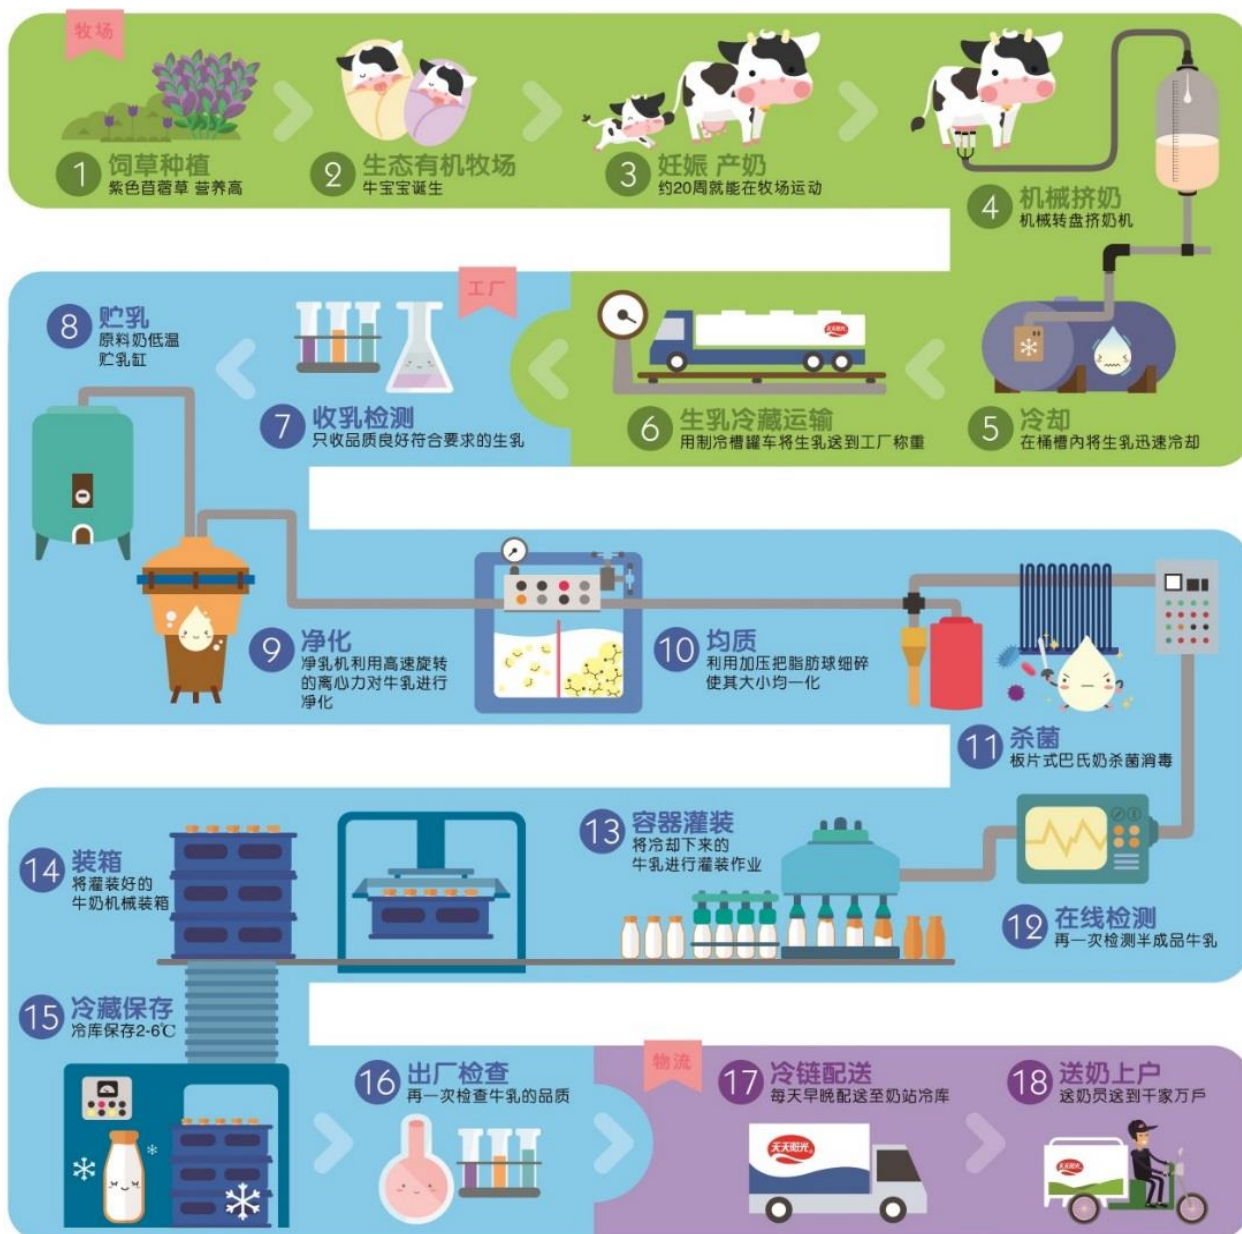 牧场
1 饲草种植
紫色苜蓿草 营养高
2 生态有机牧场
牛宝宝诞生
3 妊娠 产奶
约20周就能在牧场运动
4 机械挤奶
机械转盘挤奶机
5 冷却
在桶槽内将生乳迅速冷却
天天阳光
6 生乳冷藏运输
用制冷槽罐车将生乳送到工厂称重
工厂
7 收乳检测
只收品质良好符合要求的生乳
8 贮乳
原料奶低温
贮乳缸
9 净化
净乳机利用高速旋转
的离心力对牛乳进行
净化
10 均质
利用加压把脂肪球细碎
使其大小均一化
11 杀菌
板片式巴氏奶杀菌消毒
12 在线检测
再一次检测半成品牛乳
13 容器灌装
将冷却下来的
牛乳进行灌装作业
14 装箱
将灌装好的
牛奶机械装箱
15 冷藏保存
冷库保存2-6℃
16 出厂检查
再一次检查牛乳的品质
物流
17 冷链配送
每天早晚配送至奶站冷库
天天阳光
18 送奶上户
送奶员送到千家万戶
天天阳光